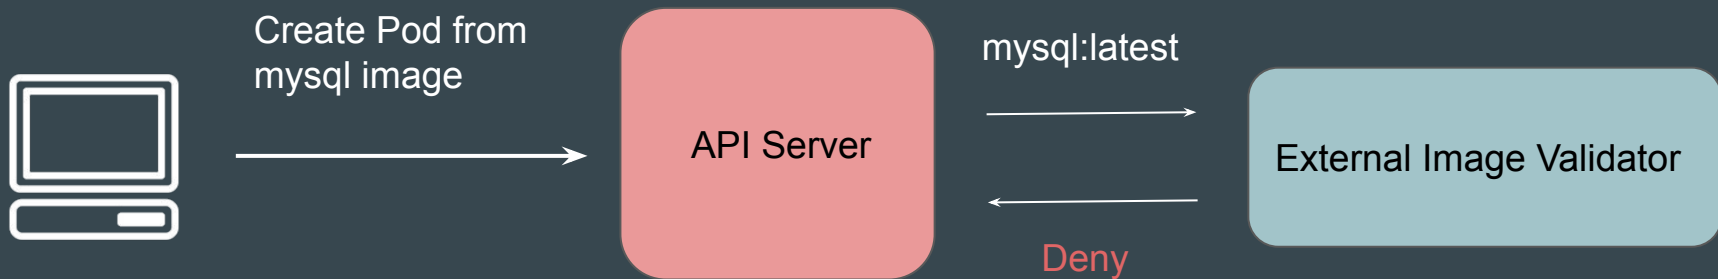 Create Pod from
mysql image
API Server
mysql:latest
External Image Validator
Deny